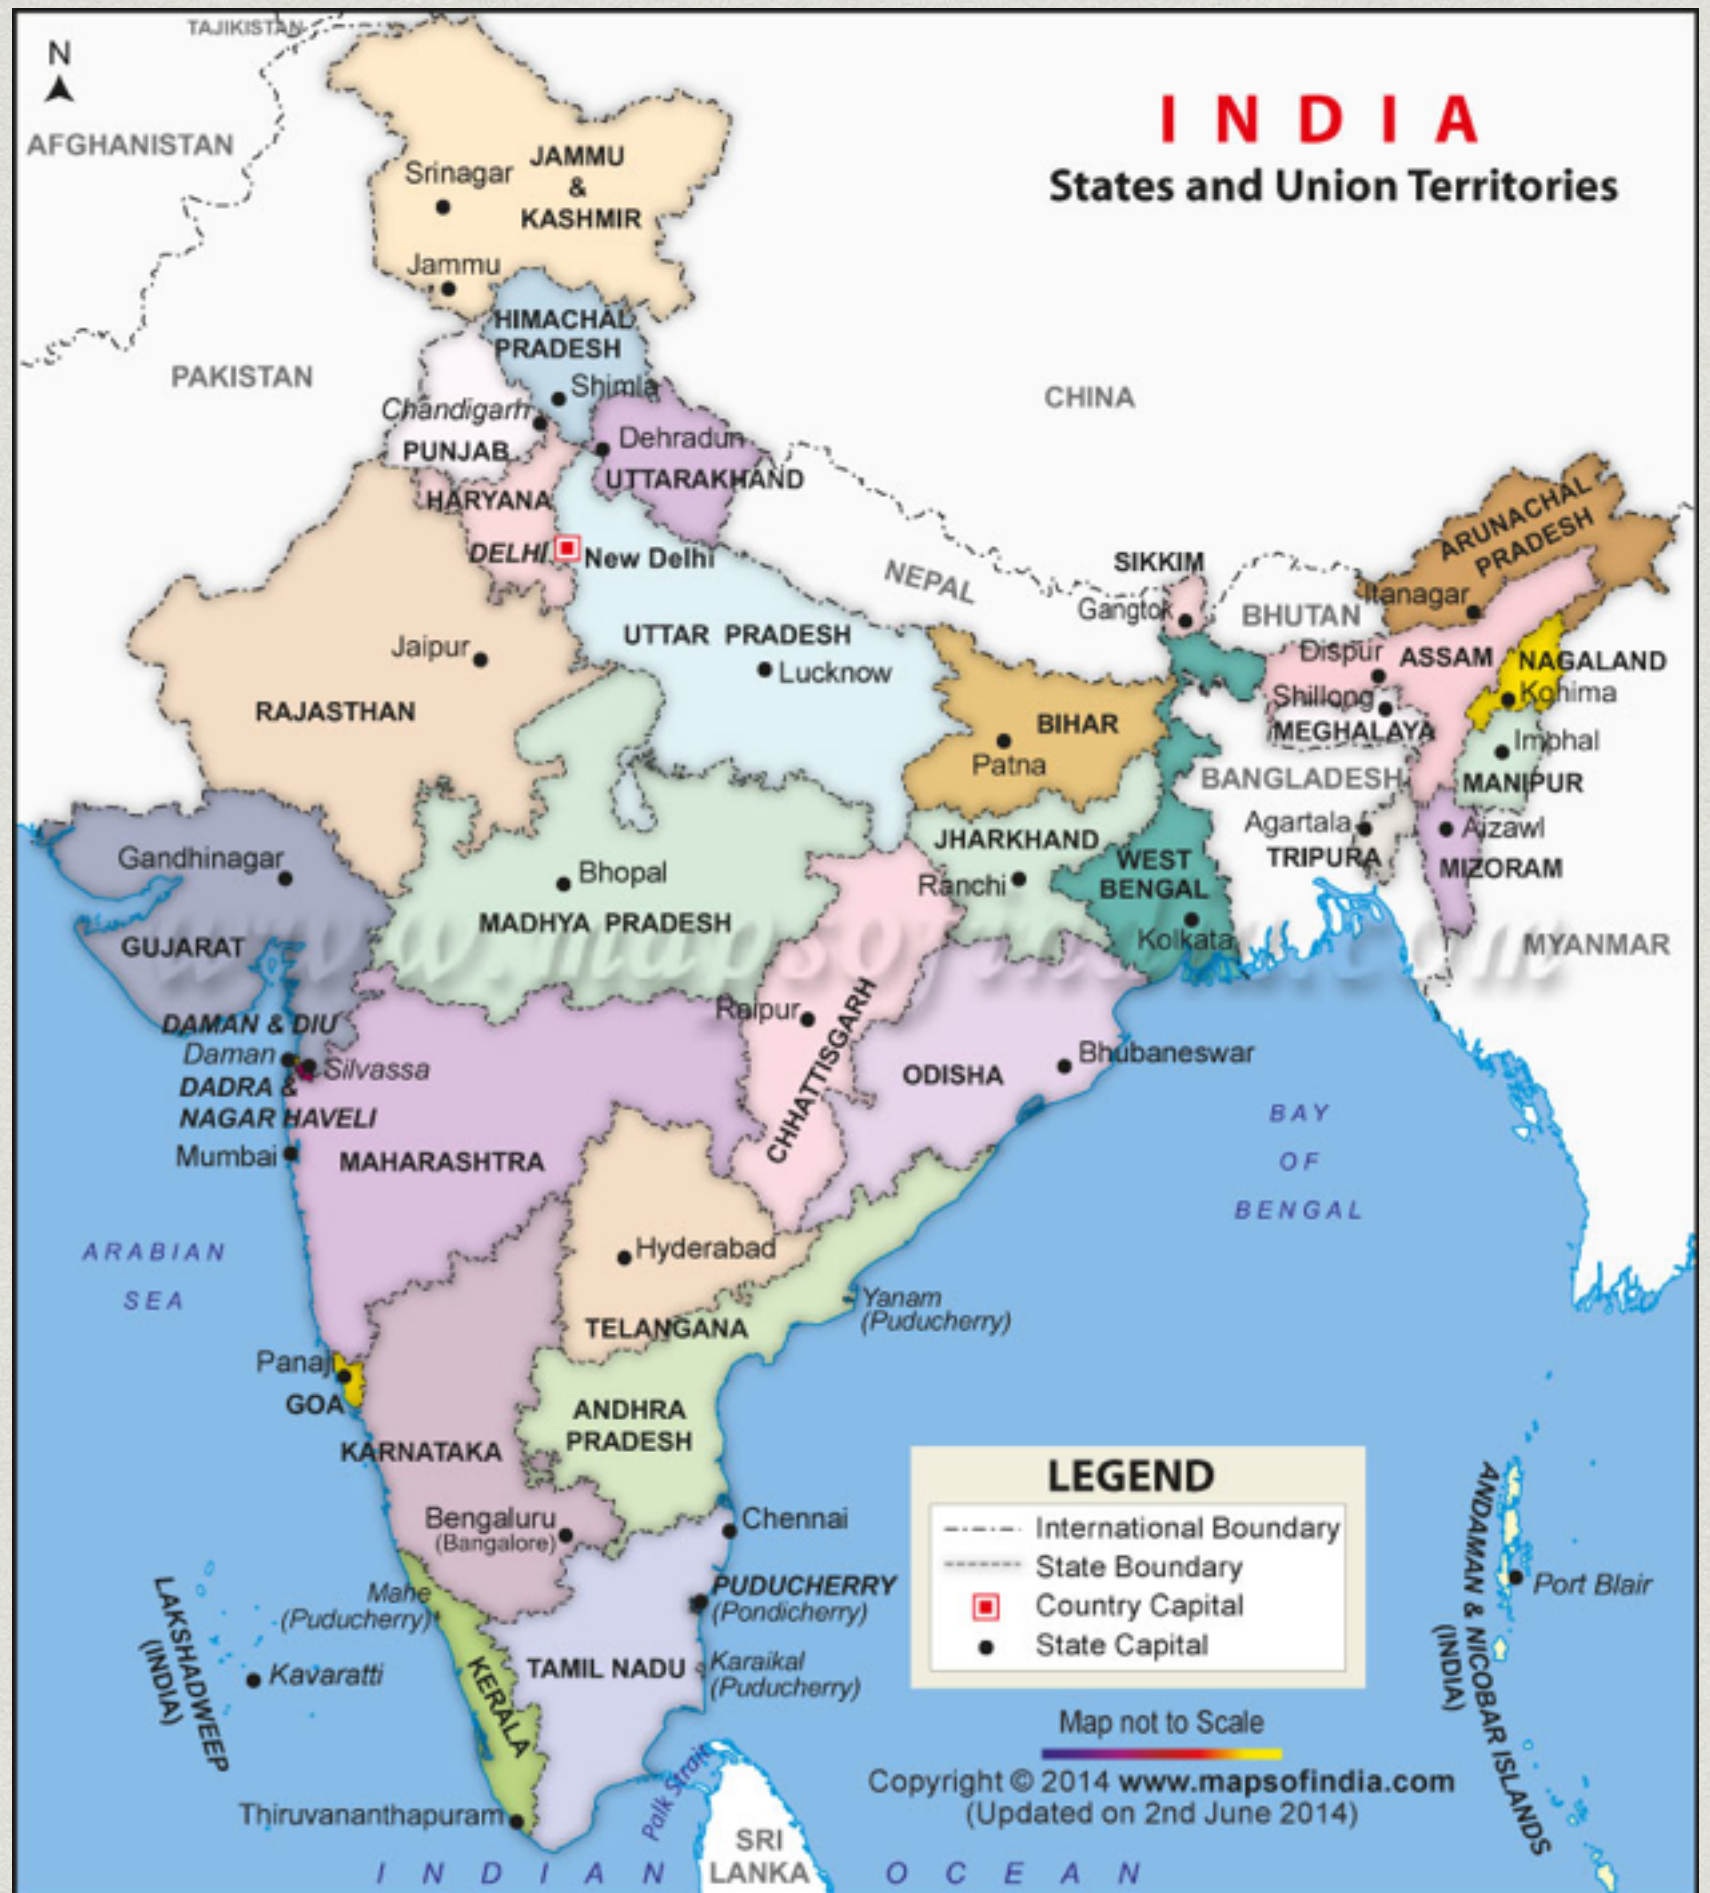 TAJIKISTAN
N
AFGHANISTAN
INDIA
States and Union Territories
JAMMU
&
KASHMIR
Srinagar
Jammu
HIMACHAL
PRADESH
Shimla
PAKISTAN
CHINA
Chandigarh
PUNJAB
Dehradun
UTTARAKHAND
HARYANA
DELHI
New Delhi
NEPAL
SIKKIM
Gangtok
BHUTAN
ARUNACHAL
PRADESH
Itanagar
UTTAR PRADESH
Lucknow
Jaipur
RAJASTHAN
Dispur
ASSAM
NAGALAND
Kohima
Shillong
MEGHALAYA
BIHAR
Patna
Imphal
MANIPUR
BANGLADESH
Agartala
TRIPURA
Aizawl
MIZORAM
JHARKHAND
Ranchi
WEST
BENGAL
Kolkata
Gandhinagar
GUJARAT
Bhopal
MADHYA PRADESH
www.mapsofindia.com
MYANMAR
Raipur
CHHATTISGARH
DAMAN & DIU
Daman
Silvassa
DADRA &
NAGAR HAVELI
Mumbai
MAHARASHTRA
ODISHA
Bhubaneswar
BAY
OF
BENGAL
ARABIAN
SEA
Hyderabad
TELANGANA
Yanam
(Puducherry)
Panaji
GOA
KARNATAKA
ANDHRA
PRADESH
Bengaluru
(Bangalore)
Chennai
Mahe
(Puducherry)
PUDUCHERRY
(Pondicherry)
KERALA
TAMIL NADU
Karaikal
(Puducherry)
LAKSHADWEEP
(INDIA)
Kavaratti
Thiruvananthapuram
Palk Strait
SRI
LANKA
INDIAN OCEAN
LEGEND
International Boundary
State Boundary
Country Capital
State Capital
Map not to Scale
Copyright © 2014 www.mapsofindia.com
(Updated on 2nd June 2014)
ANDAMAN & NICOBAR ISLANDS
(INDIA)
Port Blair